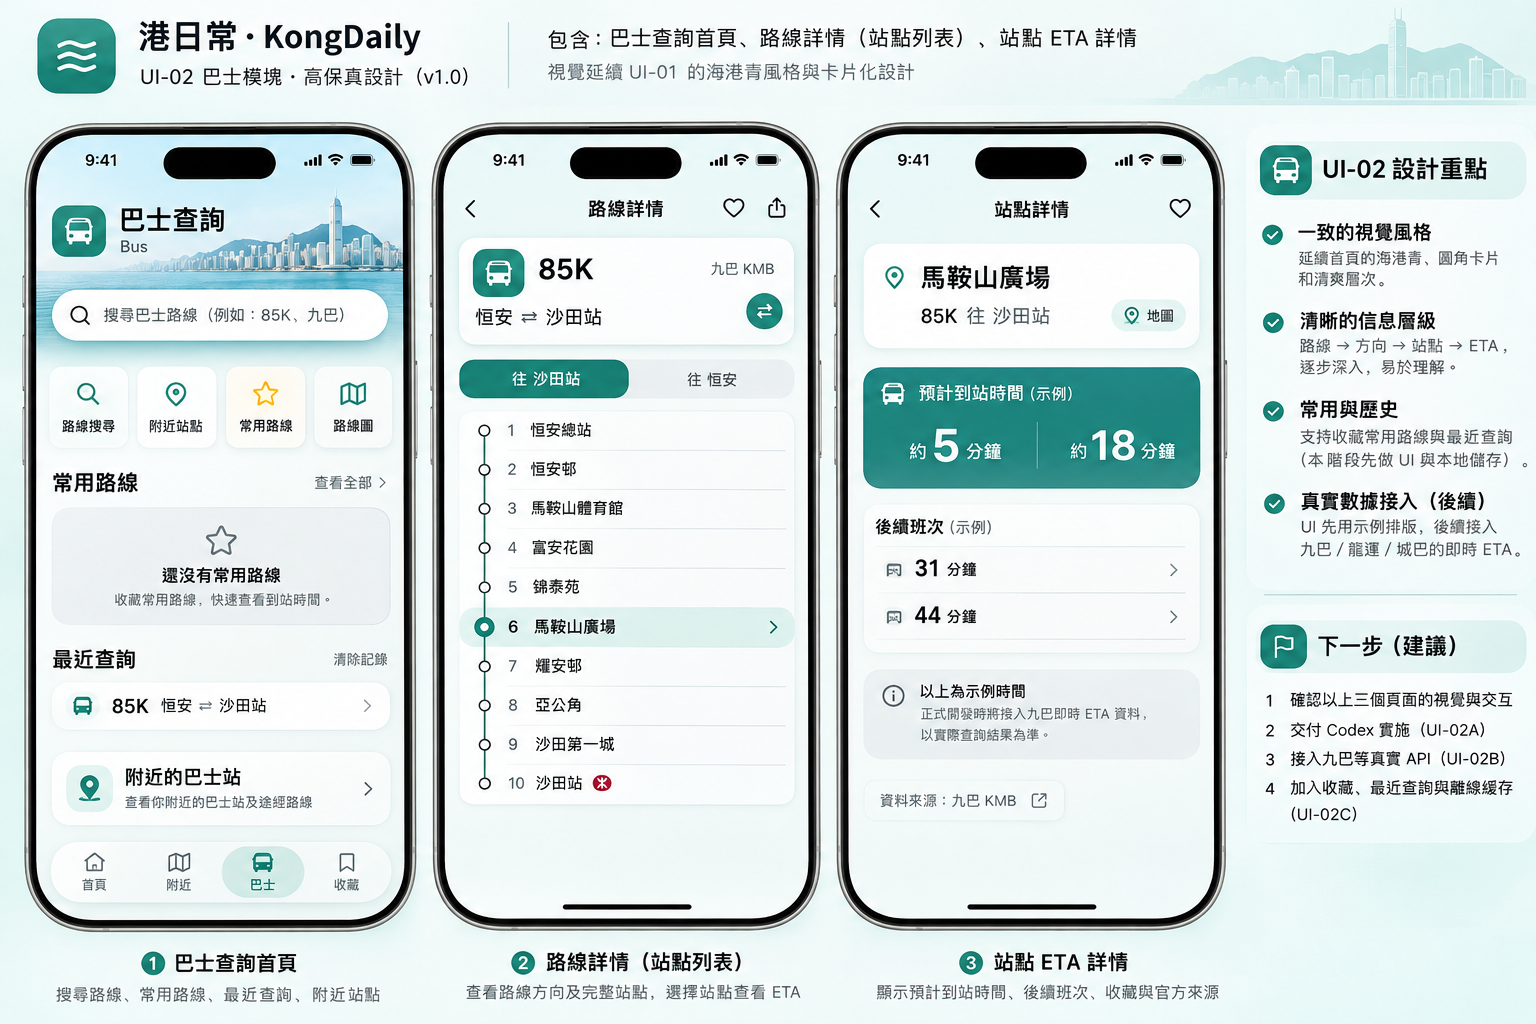 港日常·KongDaily
UI-02 巴士模塊·高保真設計（v1.0）
包含：巴士查詢首頁、路線詳情（站點列表）、站點 ETA 詳情
視覺延續 UI-01 的海港青風格與卡片化設計
9:41
巴士查詢
Bus
搜尋巴士路線（例如：85K、九巴）
路線搜尋
附近站點
常用路線
路線圖
常用路線
查看全部
還沒有常用路線
收藏常用路線，快速查看到站時間。
最近查詢
清除記錄
85K 恒安 ⇌ 沙田站
附近的巴士站
查看你附近的巴士站及途經路線
首頁
附近
巴士
收藏
1 巴士查詢首頁
搜尋路線、常用路線、最近查詢、附近站點
9:41
路線詳情
85K
九巴 KMB
恒安 ⇌ 沙田站
往 沙田站
往 恒安
1 恒安總站
2 恒安邨
3 馬鞍山體育館
4 富安花園
5 錦泰苑
6 馬鞍山廣場
7 耀安邨
8 亞公角
9 沙田第一城
10 沙田站
2 路線詳情（站點列表）
查看路線方向及完整站點，選擇站點查看 ETA
9:41
站點詳情
馬鞍山廣場
85K 往 沙田站
地圖
預計到站時間 (示例)
約 5 分鐘
約 18 分鐘
後續班次 (示例)
31 分鐘
44 分鐘
以上為示例時間
正式開發時將接入九巴即時 ETA 資料，
以實際查詢結果為準。
資料來源：九巴 KMB
3 站點 ETA 詳情
顯示預計到站時間、後續班次、收藏與官方來源
UI-02 設計重點
一致的視覺風格
延續首頁的海港青、圓角卡片
和清爽層次。
清晰的信息層級
路線 → 方向 → 站點 → ETA，
逐步深入，易於理解。
常用與歷史
支持收藏常用路線與最近查詢
（本階段先做 UI 與本地儲存）。
真實數據接入（後續）
UI 先用示例排版，後續接入
九巴 / 龍運 / 城巴的即時 ETA。
下一步（建議）
1 確認以上三個頁面的視覺與交互
2 交付 Codex 實施（UI-02A）
3 接入九巴等真實 API（UI-02B）
4 加入收藏、最近查詢與離線緩存
(UI-02C)